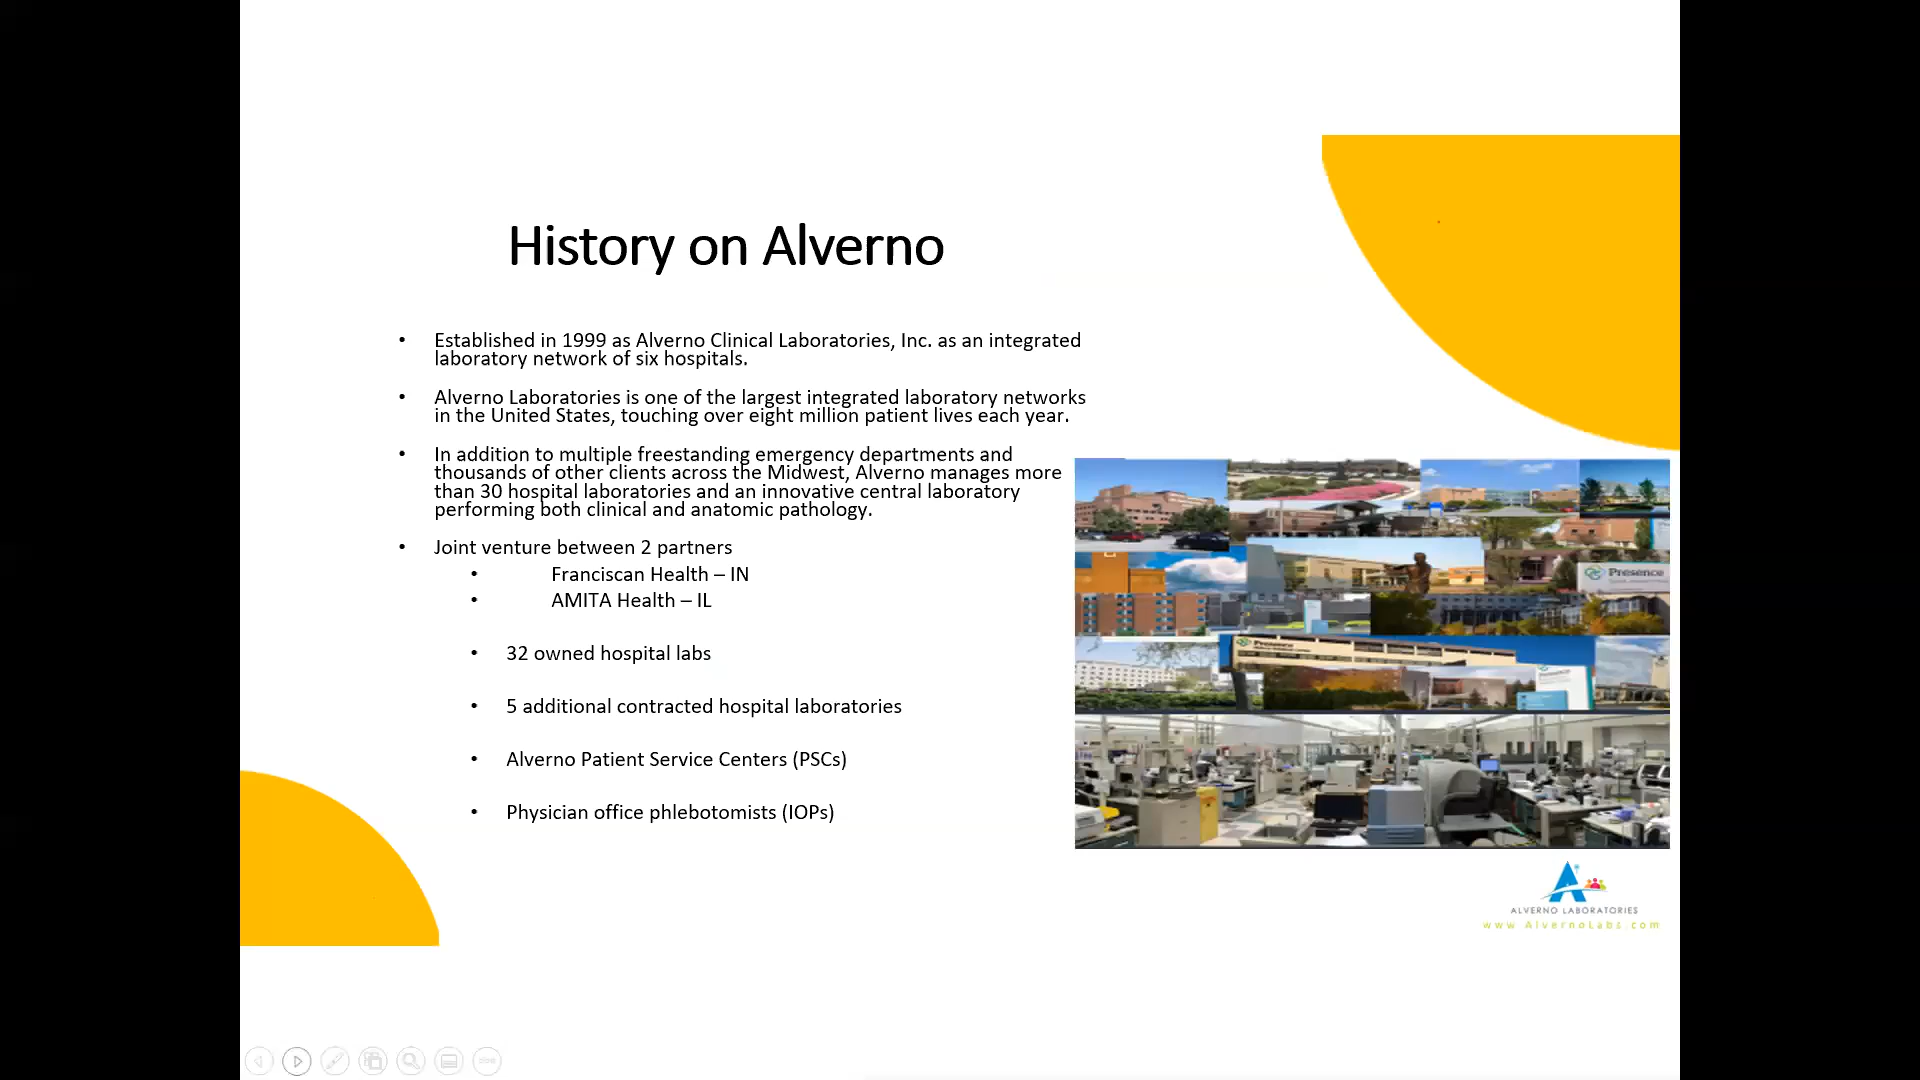 History on Alverno
• Established in 1999 as Alverno Clinical Laboratories, Inc. as an integrated
laboratory network of six hospitals.
• Alverno Laboratories is one of the largest integrated laboratory networks
in the United States, touching over eight million patient lives each year.
• In addition to multiple freestanding emergency departments and
thousands of other clients across the Midwest, Alverno manages more
than 30 hospital laboratories and an innovative central laboratory
performing both clinical and anatomic pathology.
• Joint venture between 2 partners
• Franciscan Health – IN
• AMITA Health – IL
• 32 owned hospital labs
• 5 additional contracted hospital laboratories
• Alverno Patient Service Centers (PSCs)
• Physician office phlebotomists (IOPs)
Presence
Presence
ALVERNO LABORATORIES
www AlvernoLabs.com